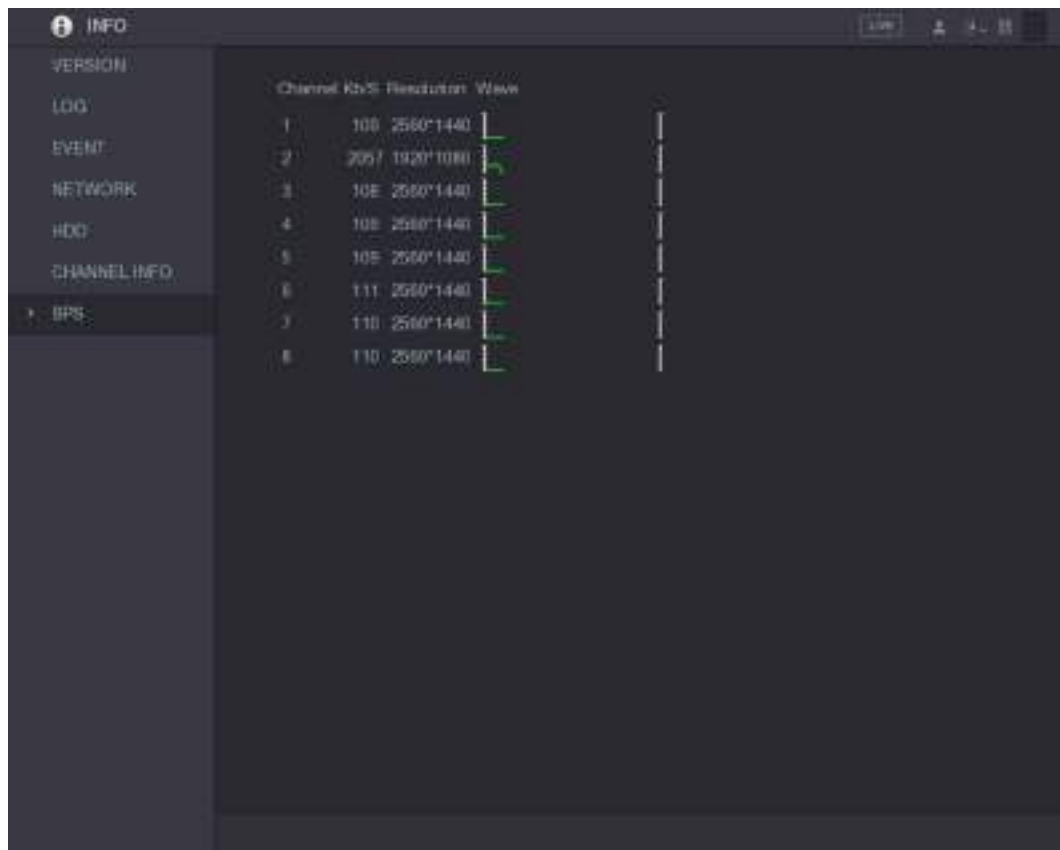 INFO
LIVE
VERSION
LOG
EVENT
NETWORK
HDD
CHANNEL INFO
BPS
Channel Kb/S Resolution Wave
1 2560*1440
2 2057 1920*1080
3 2560*1440
4 2560*1440
5 109 2560*1440
6 111 2560*1440
7 110 2560*1440
8 110 2560*1440